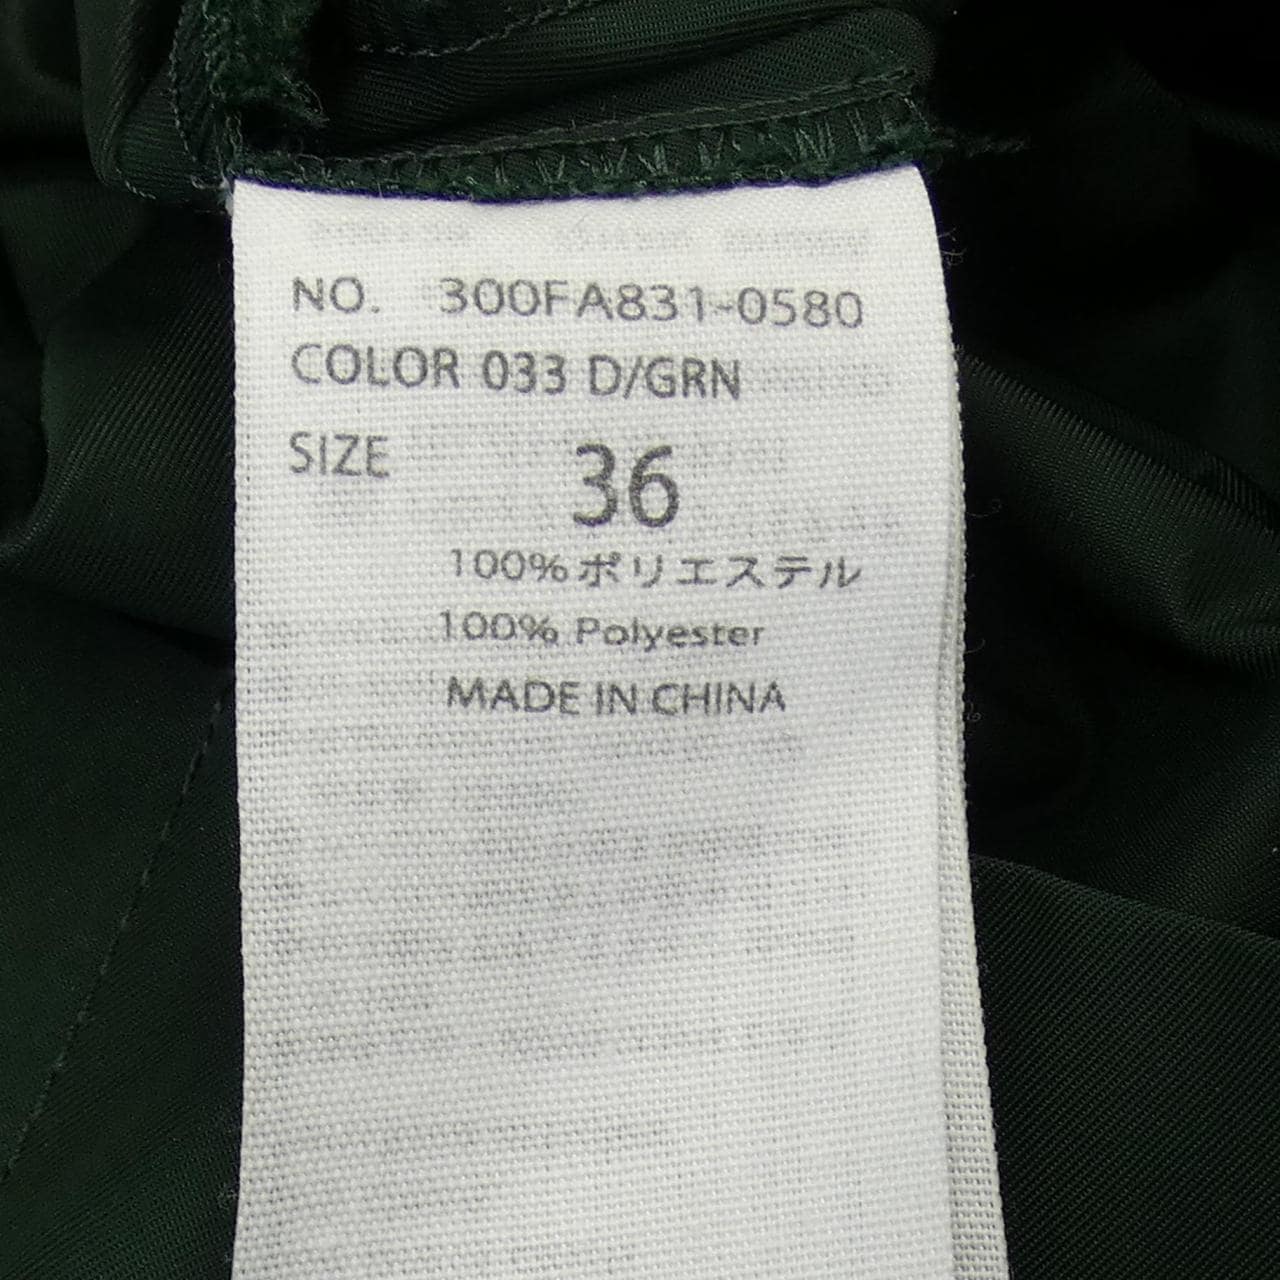 NO. 300FA831-0580
COLOR 033 D/GRN
SIZE 36
100%ポリエステル
100% Polyester
MADE IN CHINA